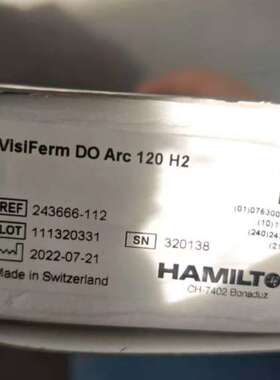 VisiFerm DO Arc 120 H2
REF 243666-112
LOT 111320331
2022-07-21
SN 320138
Made in Switzerland
CH-7402 Bonaduz